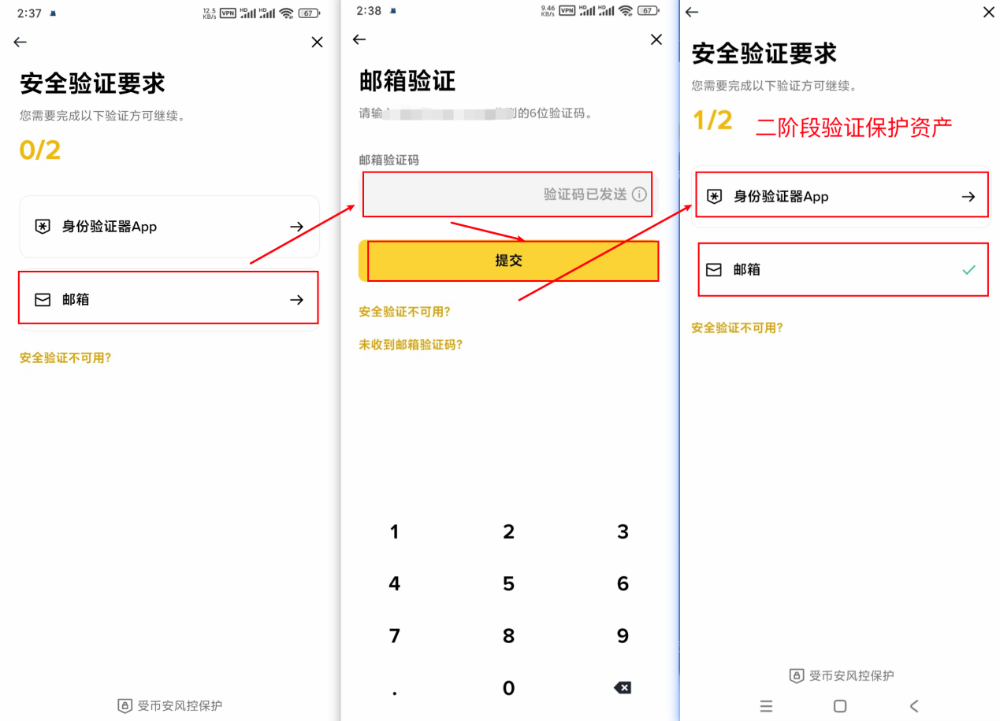 2:37
12.5
KB/s
VPN
HD
HD
67
安全验证要求
您需要完成以下验证方可继续。
0/2
身份验证器App
邮箱
安全验证不可用?
受币安风控保护
2:38
9.46
KB/s
VPN
HD
HD
67
邮箱验证
请输
的6位验证码。
邮箱验证码
验证码已发送
提交
安全验证不可用?
未收到邮箱验证码?
1 2 3
4 5 6
7 8 9
. 0
安全验证要求
您需要完成以下验证方可继续。
1/2
二阶段验证保护资产
身份验证器App
邮箱
安全验证不可用?
受币安风控保护